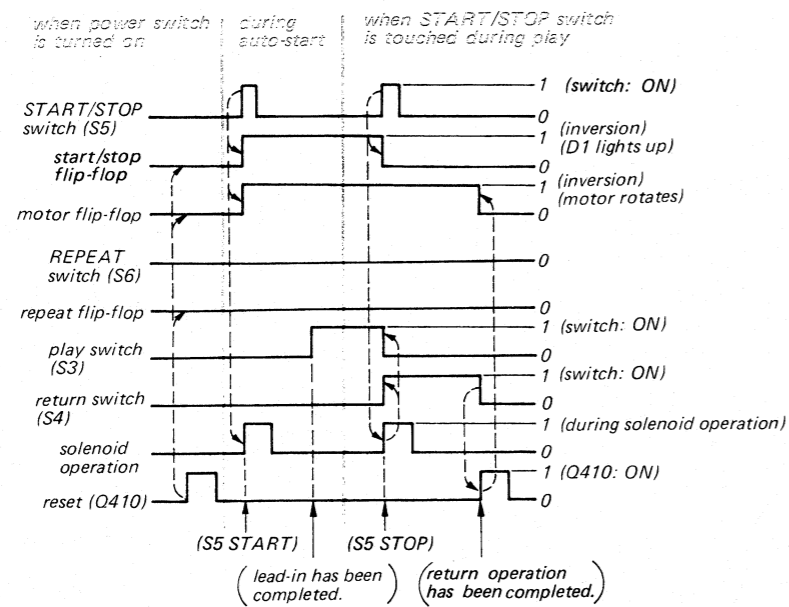 when power switch
is turned on
during
auto-start
when START/STOP switch
is touched during play
START/STOP
switch (S5)
1 (switch: ON)
0
start/stop
flip-flop
1 (inversion)
(D1 lights up)
0
motor flip-flop
1 (inversion)
(motor rotates)
0
REPEAT
switch (S6)
0
repeat flip-flop
0
play switch
(S3)
1 (switch: ON)
0
return switch
(S4)
1 (switch: ON)
0
solenoid
operation
1 (during solenoid operation)
0
reset (Q410)
1 (Q410: ON)
0
(S5 START)
(S5 STOP)
(lead-in has been
completed.)
(return operation
has been completed.)